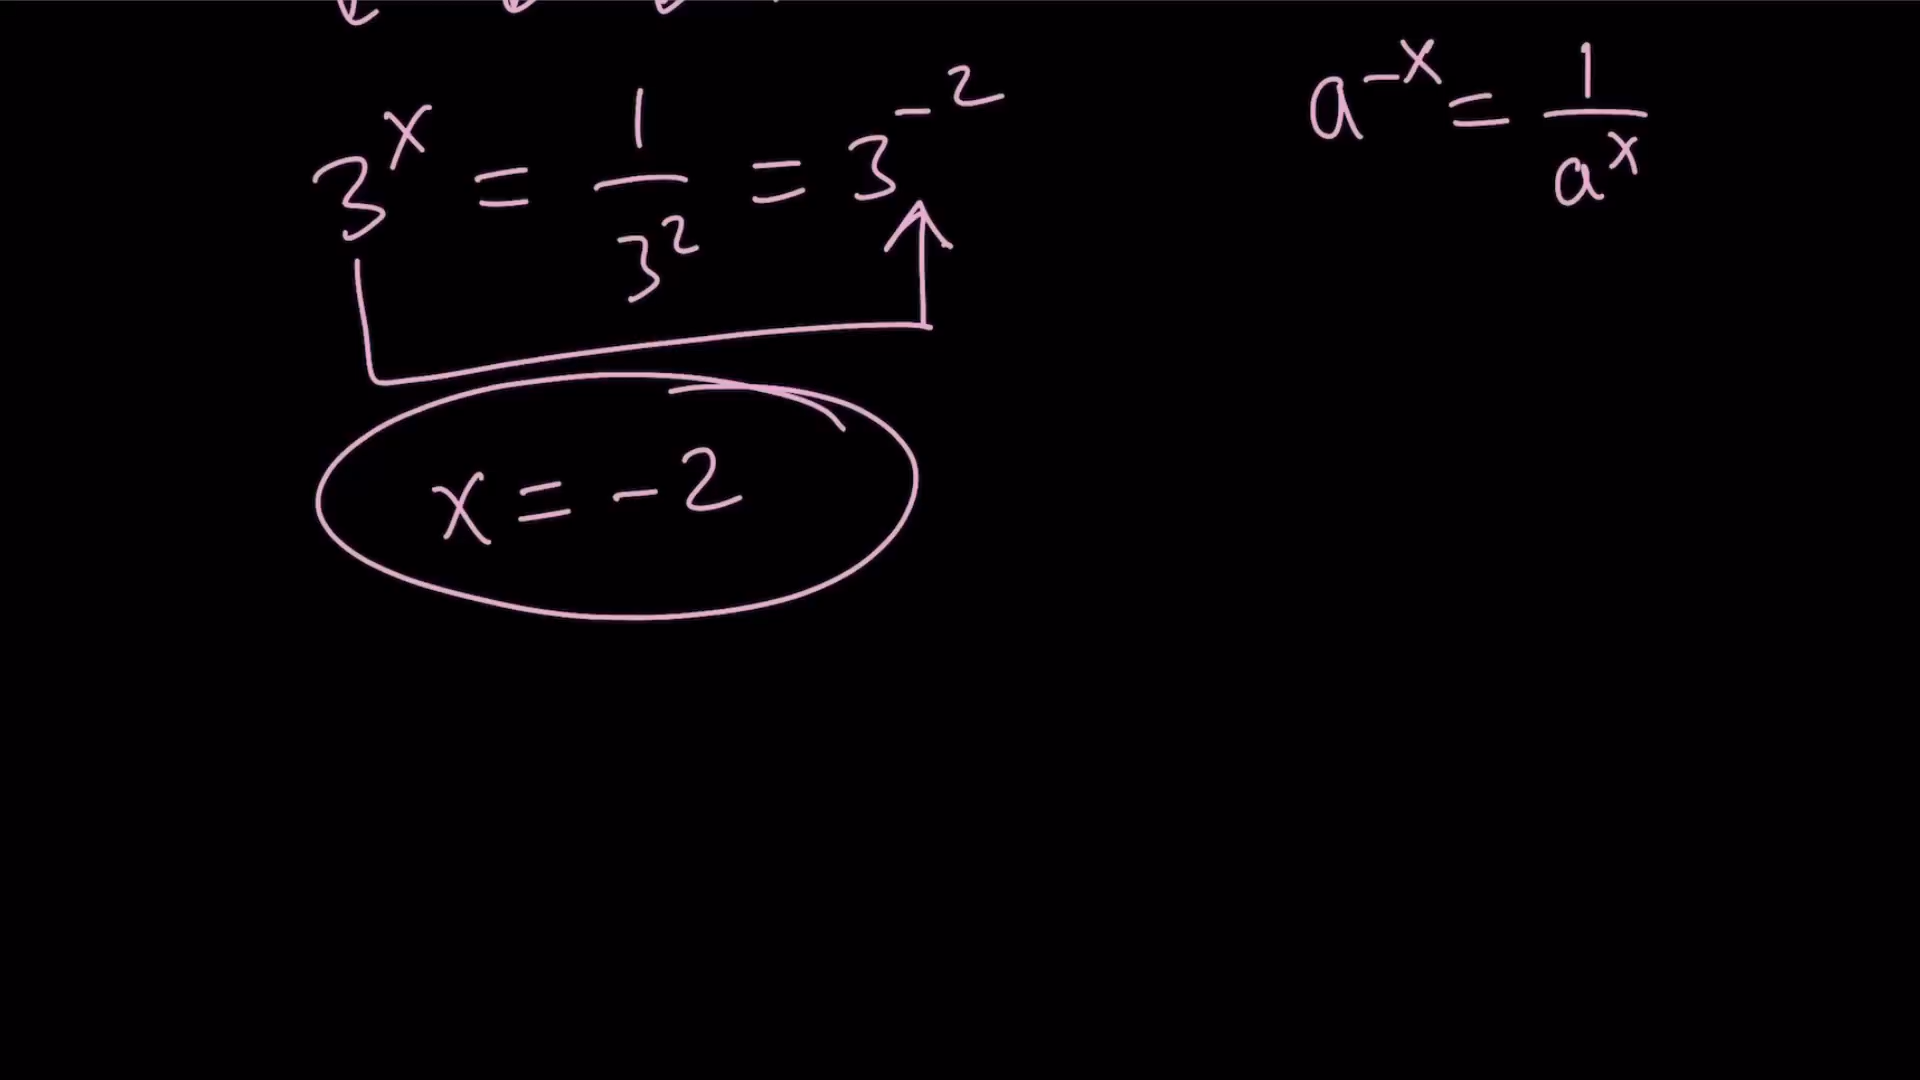 3^x = 1/3^2 = 3^-2
a^-x = 1/a^x
x = -2